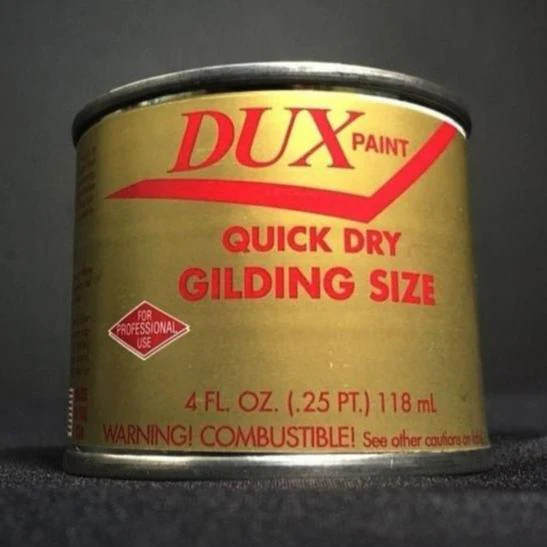 DUX PAINT
QUICK DRY
GILDING SIZE
FOR
PROFESSIONAL
USE
4 FL. OZ. (.25 PT.) 118 mL
WARNING! COMBUSTIBLE! See other cautions on